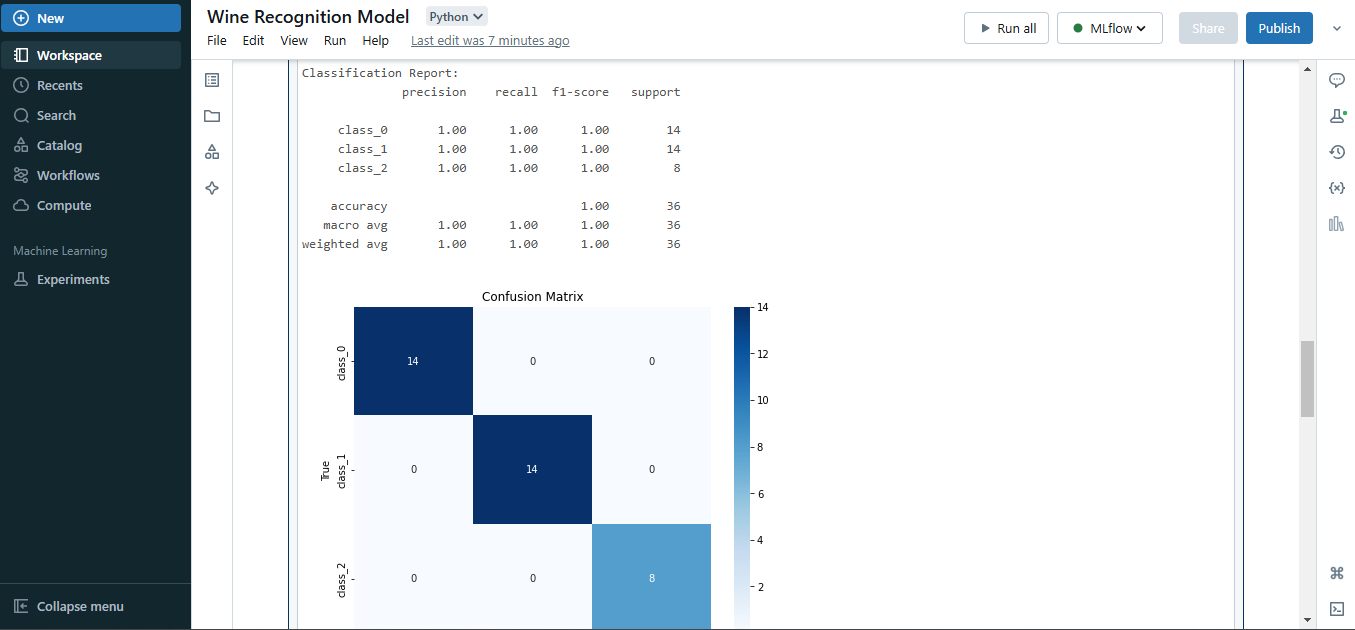 New
Workspace
Recents
Search
Catalog
Workflows
Compute
Machine Learning
Experiments
Collapse menu
Wine Recognition Model Python
File Edit View Run Help Last edit was 7 minutes ago
Run all MLflow Share Publish
Classification Report:
precision recall f1-score support
class_0 1.00 1.00 1.00 14
class_1 1.00 1.00 1.00 14
class_2 1.00 1.00 1.00 8
accuracy 1.00 36
macro avg 1.00 1.00 1.00 36
weighted avg 1.00 1.00 1.00 36
Confusion Matrix
True
class_0
14 0 0
class_1
0 14 0
class_2
0 0 8
14
12
10
8
6
4
2